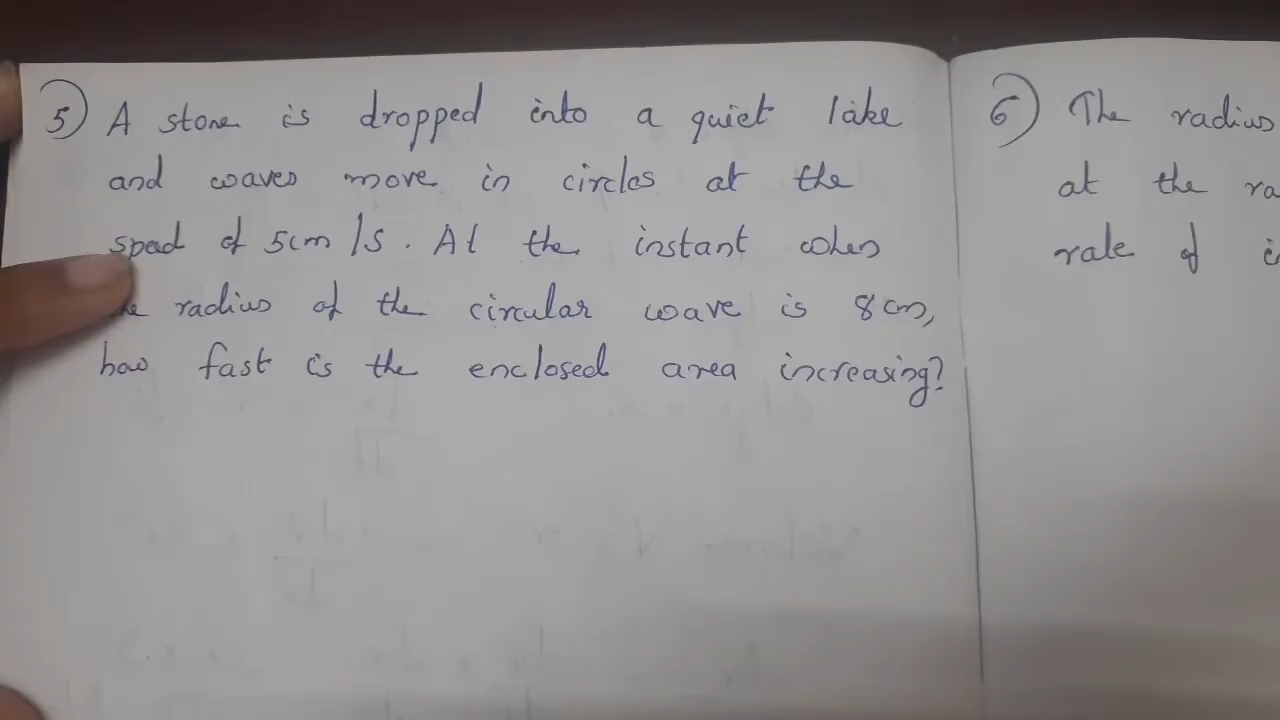 5) A stone is dropped into a quiet lake
and waves move in circles at the
speed of 5cm/s. At the instant when
the radius of the circular wave is 8cm,
how fast is the enclosed area increasing?
6) The radius
at the ra
rate of